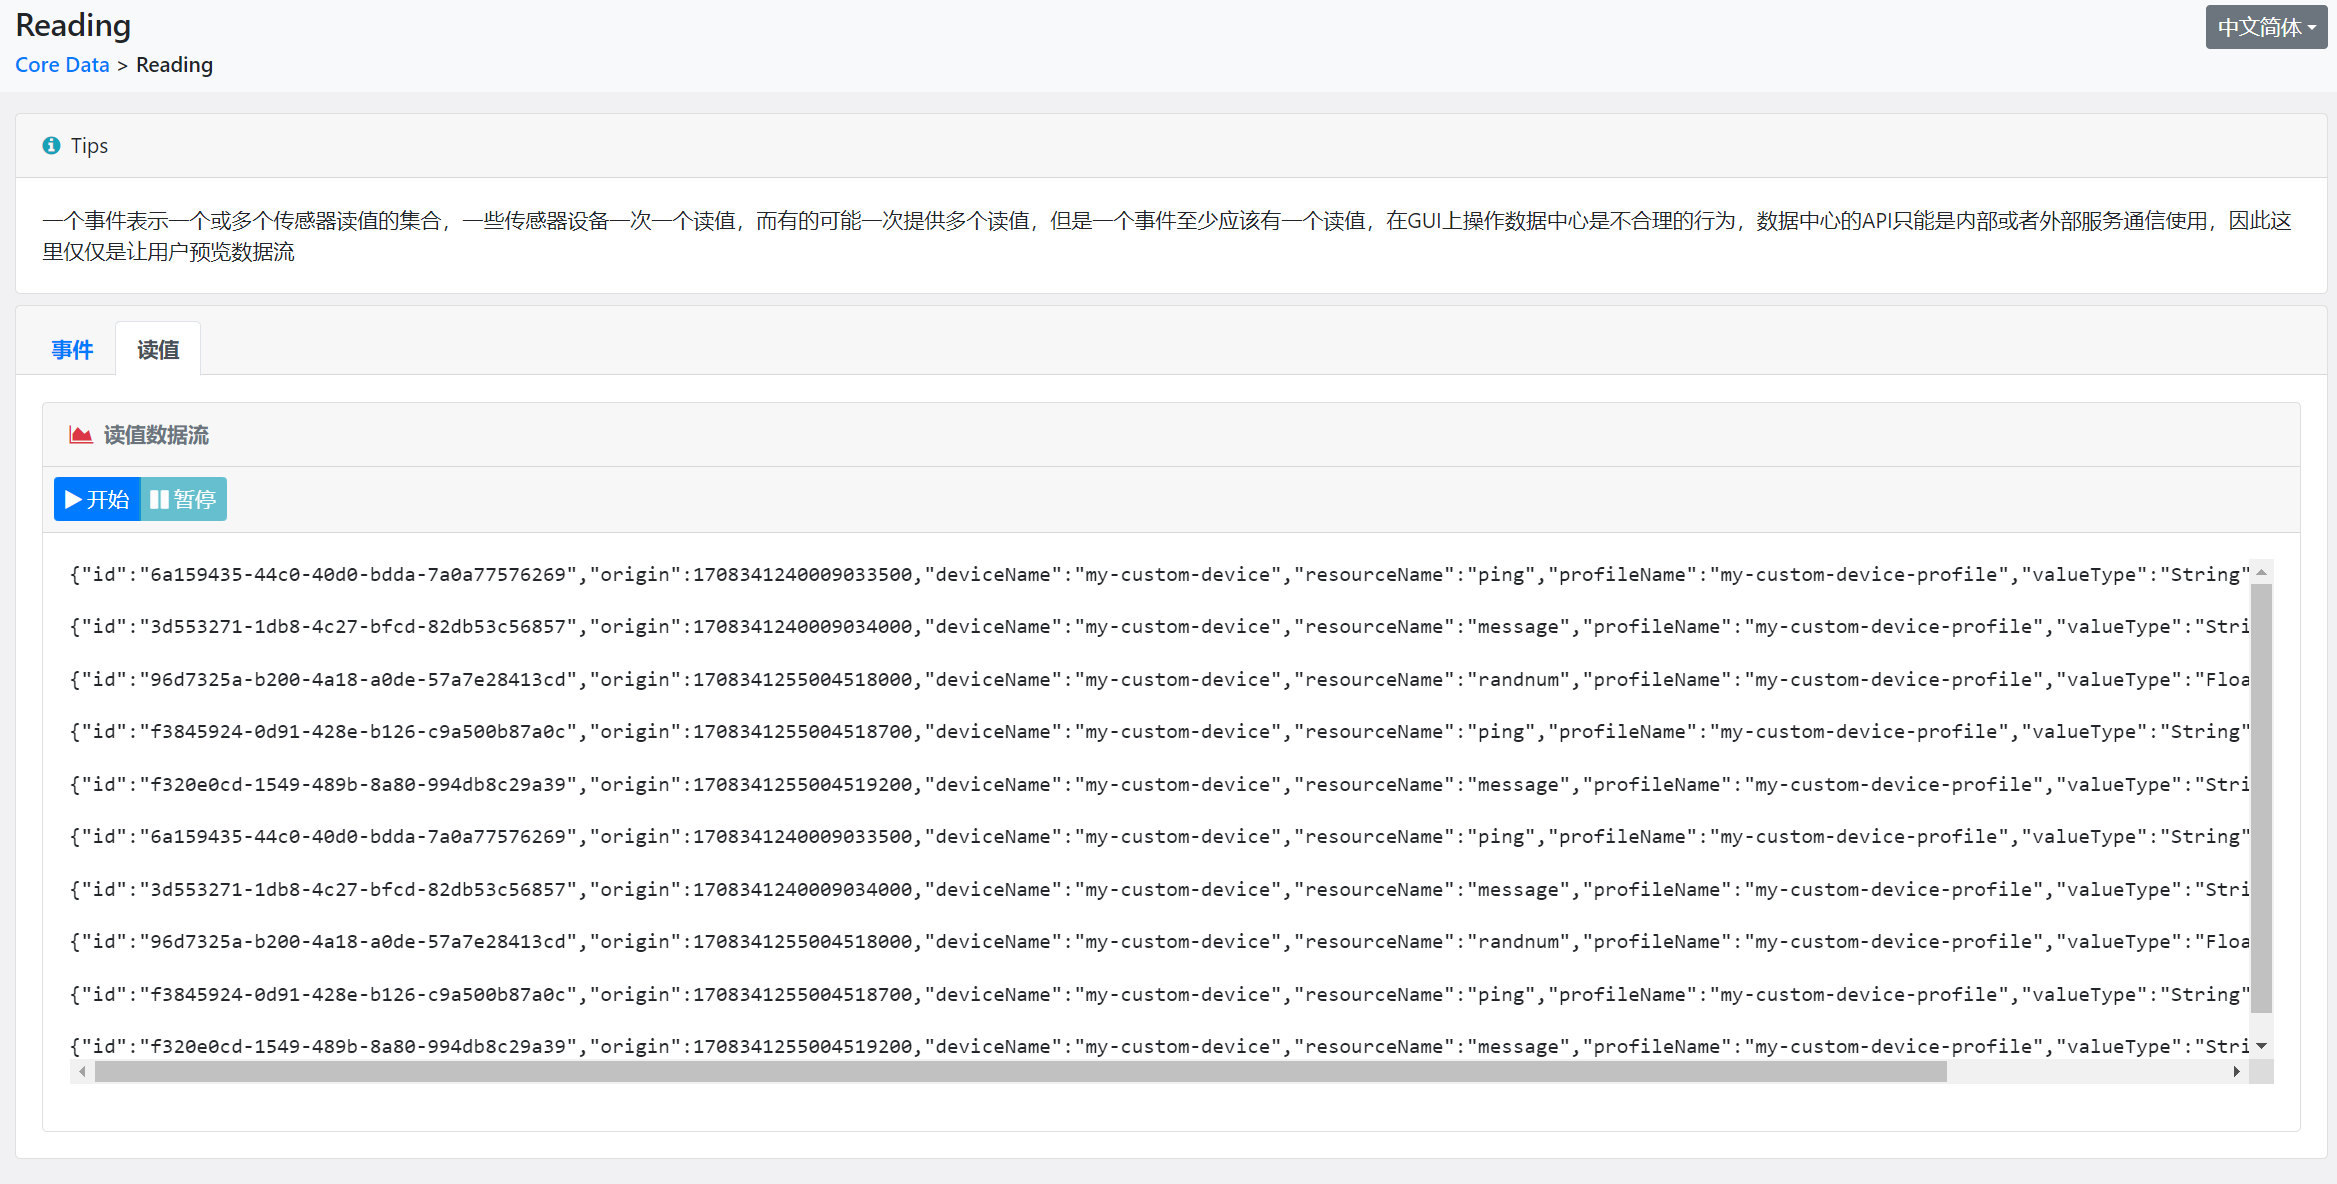 Reading
中文简体
Core Data > Reading
Tips
一个事件表示一个或多个传感器读值的集合，一些传感器设备一次一个读值，而有的可能一次提供多个读值，但是一个事件至少应该有一个读值，在GUI上操作数据中心是不合理的行为，数据中心的API只能是内部或者外部服务通信使用，因此这
里仅仅是让用户预览数据流
事件 读值
读值数据流
开始 暂停
{"id":"6a159435-44c0-40d0-bdda-7a0a77576269","origin":1708341240009033500,"deviceName":"my-custom-device","resourceName":"ping","profileName":"my-custom-device-profile","valueType":"String"
{"id":"3d553271-1db8-4c27-bfcd-82db53c56857","origin":1708341240009034000,"deviceName":"my-custom-device","resourceName":"message","profileName":"my-custom-device-profile","valueType":"Stri
{"id":"96d7325a-b200-4a18-a0de-57a7e28413cd","origin":1708341255004518000,"deviceName":"my-custom-device","resourceName":"randnum","profileName":"my-custom-device-profile","valueType":"Floa
{"id":"f3845924-0d91-428e-b126-c9a500b87a0c","origin":1708341255004518700,"deviceName":"my-custom-device","resourceName":"ping","profileName":"my-custom-device-profile","valueType":"String"
{"id":"f320e0cd-1549-489b-8a80-994db8c29a39","origin":1708341255004519200,"deviceName":"my-custom-device","resourceName":"message","profileName":"my-custom-device-profile","valueType":"Stri
{"id":"6a159435-44c0-40d0-bdda-7a0a77576269","origin":1708341240009033500,"deviceName":"my-custom-device","resourceName":"ping","profileName":"my-custom-device-profile","valueType":"String"
{"id":"3d553271-1db8-4c27-bfcd-82db53c56857","origin":1708341240009034000,"deviceName":"my-custom-device","resourceName":"message","profileName":"my-custom-device-profile","valueType":"Stri
{"id":"96d7325a-b200-4a18-a0de-57a7e28413cd","origin":1708341255004518000,"deviceName":"my-custom-device","resourceName":"randnum","profileName":"my-custom-device-profile","valueType":"Floa
{"id":"f3845924-0d91-428e-b126-c9a500b87a0c","origin":1708341255004518700,"deviceName":"my-custom-device","resourceName":"ping","profileName":"my-custom-device-profile","valueType":"String"
{"id":"f320e0cd-1549-489b-8a80-994db8c29a39","origin":1708341255004519200,"deviceName":"my-custom-device","resourceName":"message","profileName":"my-custom-device-profile","valueType":"Stri